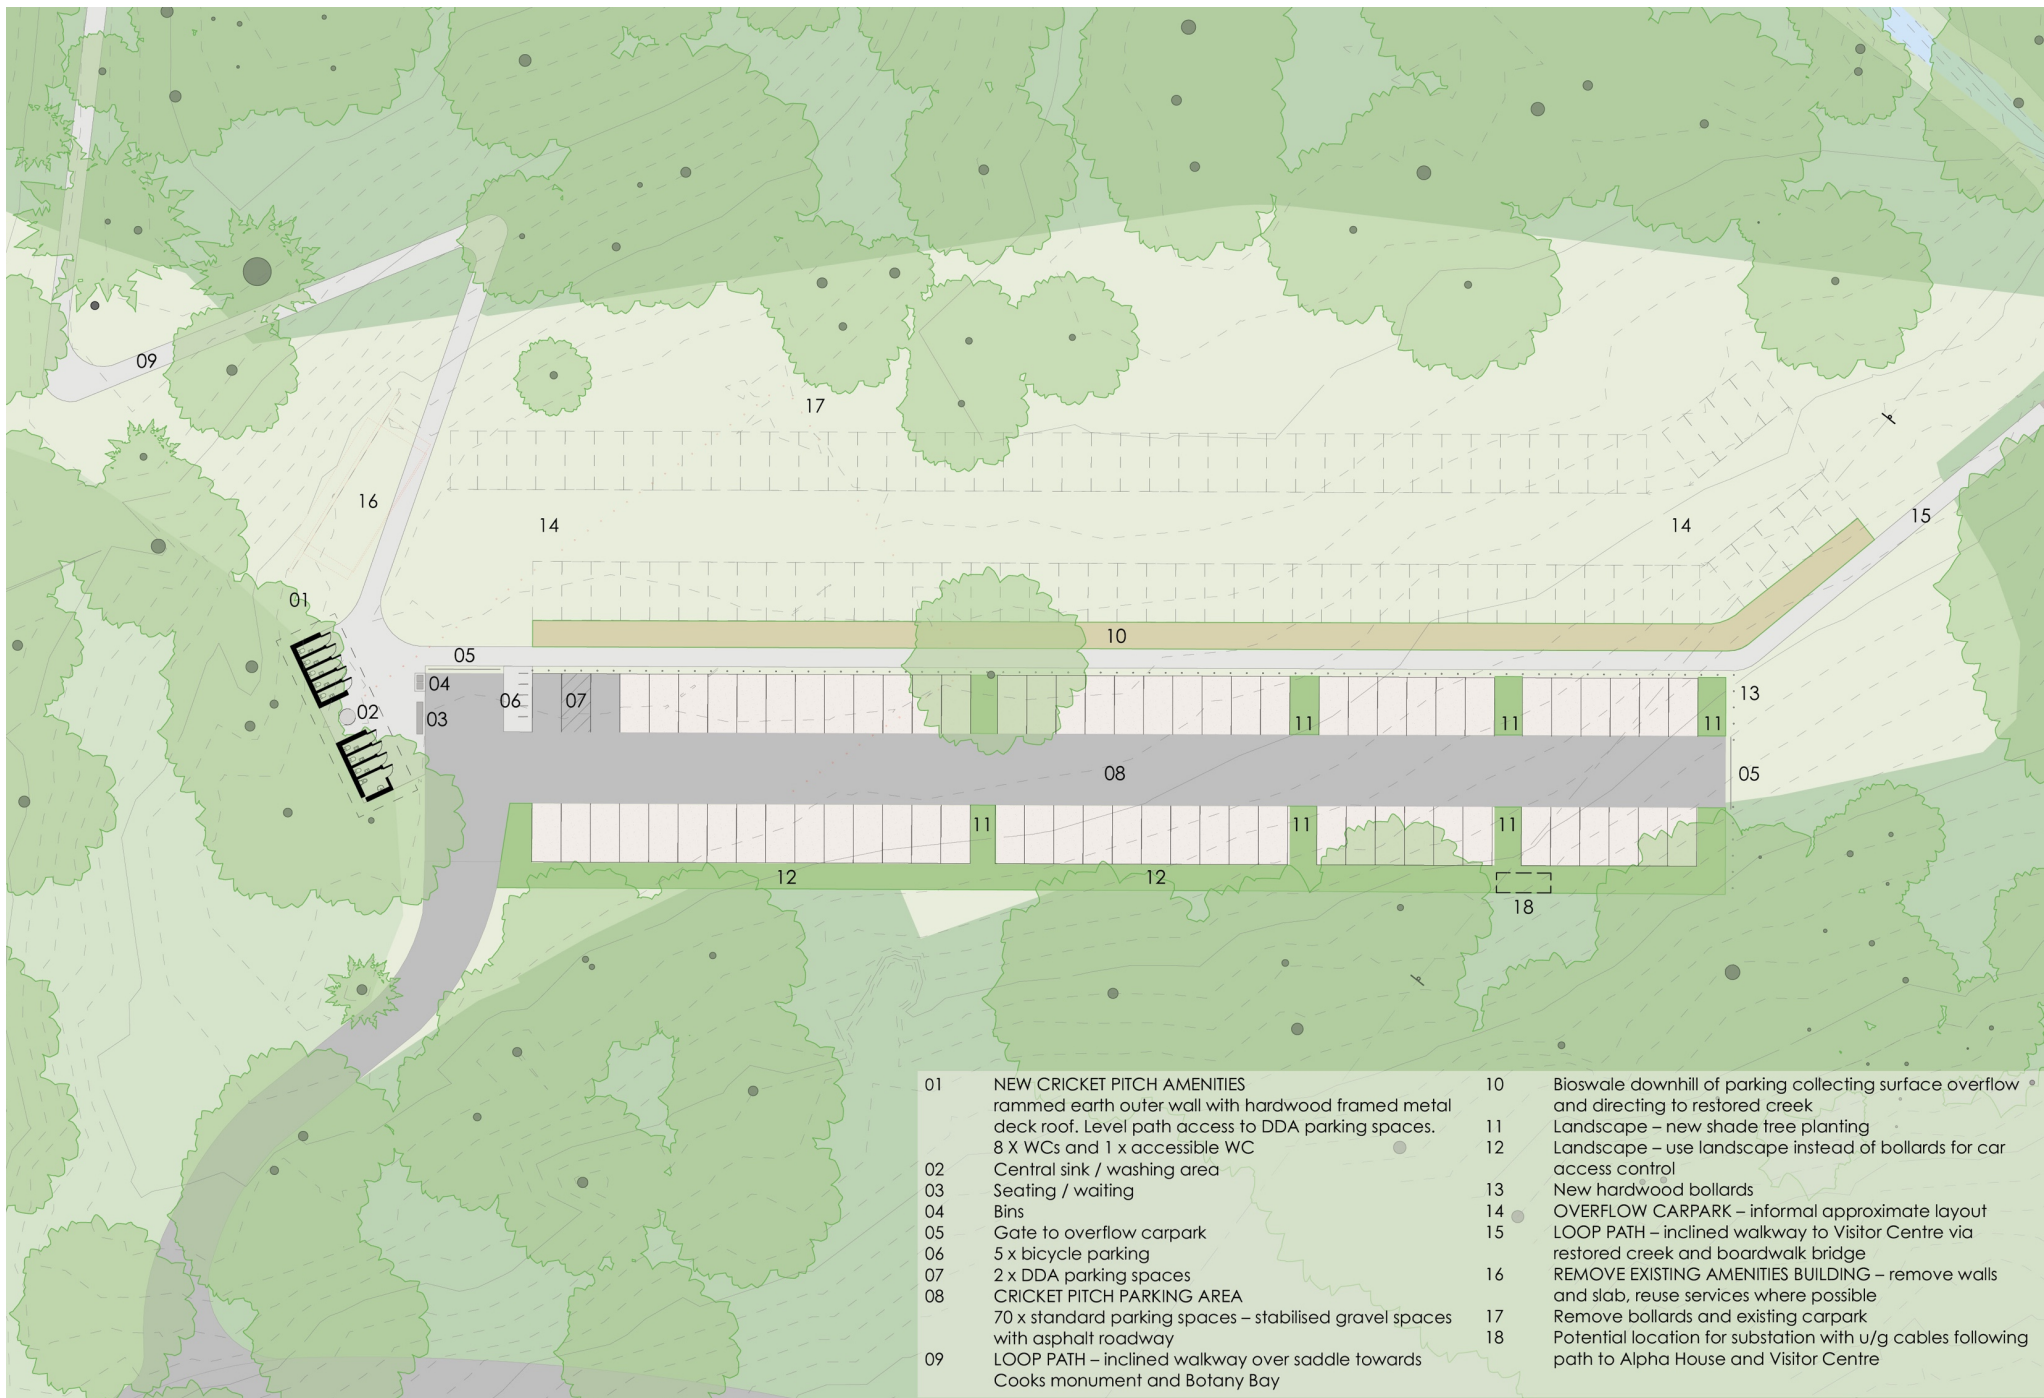 09
17
16
14
14
15
01
10
05
04
06
07
13
02
03
11
11
11
08
05
11
11
11
12
12
18
01 NEW CRICKET PITCH AMENITIES
rammed earth outer wall with hardwood framed metal
deck roof. Level path access to DDA parking spaces.
8 X WCs and 1 x accessible WC
02 Central sink / washing area
03 Seating / waiting
04 Bins
05 Gate to overflow carpark
06 5 x bicycle parking
07 2 x DDA parking spaces
08 CRICKET PITCH PARKING AREA
70 x standard parking spaces – stabilised gravel spaces
with asphalt roadway
09 LOOP PATH – inclined walkway over saddle towards
Cooks monument and Botany Bay
10 Bioswale downhill of parking collecting surface overflow
and directing to restored creek
11 Landscape – new shade tree planting
12 Landscape – use landscape instead of bollards for car
access control
13 New hardwood bollards
14 OVERFLOW CARPARK – informal approximate layout
15 LOOP PATH – inclined walkway to Visitor Centre via
restored creek and boardwalk bridge
16 REMOVE EXISTING AMENITIES BUILDING – remove walls
and slab, reuse services where possible
17 Remove bollards and existing carpark
18 Potential location for substation with u/g cables following
path to Alpha House and Visitor Centre